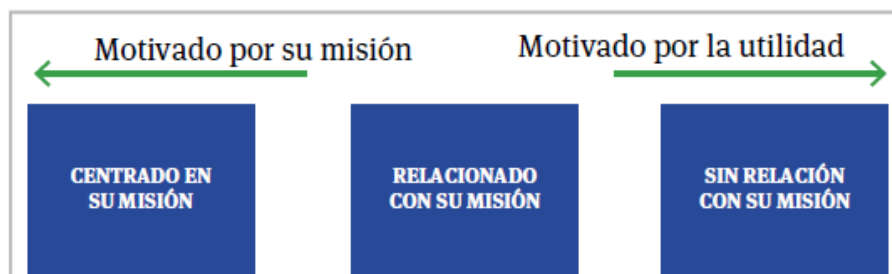 Motivado por su misión
Motivado por la utilidad
CENTRADO EN
SU MISIÓN
RELACIONADO
CON SU MISIÓN
SIN RELACIÓN
CON SU MISIÓN